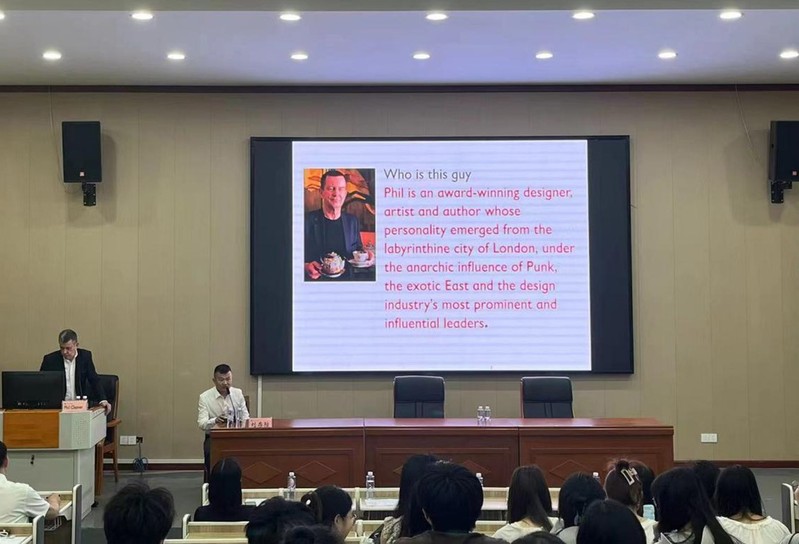 Who is this guy
Phil is an award-winning designer,
artist and author whose
personality emerged from the
labyrinthine city of London, under
the anarchic influence of Punk,
the exotic East and the design
industry's most prominent and
influential leaders.